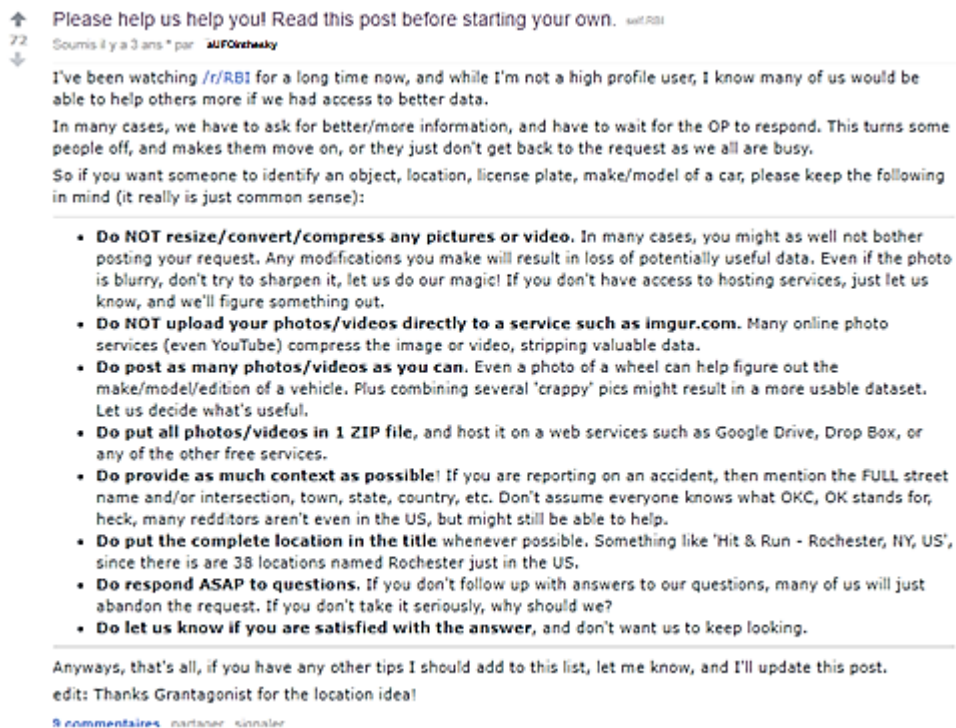 Please help us help you! Read this post before starting your own. self.RBI
72
Soumis il y a 3 ans * par aUFOinthesky
I've been watching /r/RBI for a long time now, and while I'm not a high profile user, I know many of us would be
able to help others more if we had access to better data.
In many cases, we have to ask for better/more information, and have to wait for the OP to respond. This turns some
people off, and makes them move on, or they just don't get back to the request as we all are busy.
So if you want someone to identify an object, location, license plate, make/model of a car, please keep the following
in mind (it really is just common sense):
• Do NOT resize/convert/compress any pictures or video. In many cases, you might as well not bother
posting your request. Any modifications you make will result in loss of potentially useful data. Even if the photo
is blurry, don't try to sharpen it, let us do our magic! If you don't have access to hosting services, just let us
know, and we'll figure something out.
• Do NOT upload your photos/videos directly to a service such as imgur.com. Many online photo
services (even YouTube) compress the image or video, stripping valuable data.
• Do post as many photos/videos as you can. Even a photo of a wheel can help figure out the
make/model/edition of a vehicle. Plus combining several 'crappy' pics might result in a more usable dataset.
Let us decide what's useful.
• Do put all photos/videos in 1 ZIP file, and host it on a web services such as Google Drive, Drop Box, or
any of the other free services.
• Do provide as much context as possible! If you are reporting on an accident, then mention the FULL street
name and/or intersection, town, state, country, etc. Don't assume everyone knows what OKC, OK stands for,
heck, many redditors aren't even in the US, but might still be able to help.
• Do put the complete location in the title whenever possible. Something like 'Hit & Run - Rochester, NY, US',
since there are 38 locations named Rochester just in the US.
• Do respond ASAP to questions. If you don't follow up with answers to our questions, many of us will just
abandon the request. If you don't take it seriously, why should we?
• Do let us know if you are satisfied with the answer, and don't want us to keep looking.
Anyways, that's all, if you have any other tips I should add to this list, let me know, and I'll update this post.
edit: Thanks Grantagonist for the location idea!
9 commentaires partager signaler